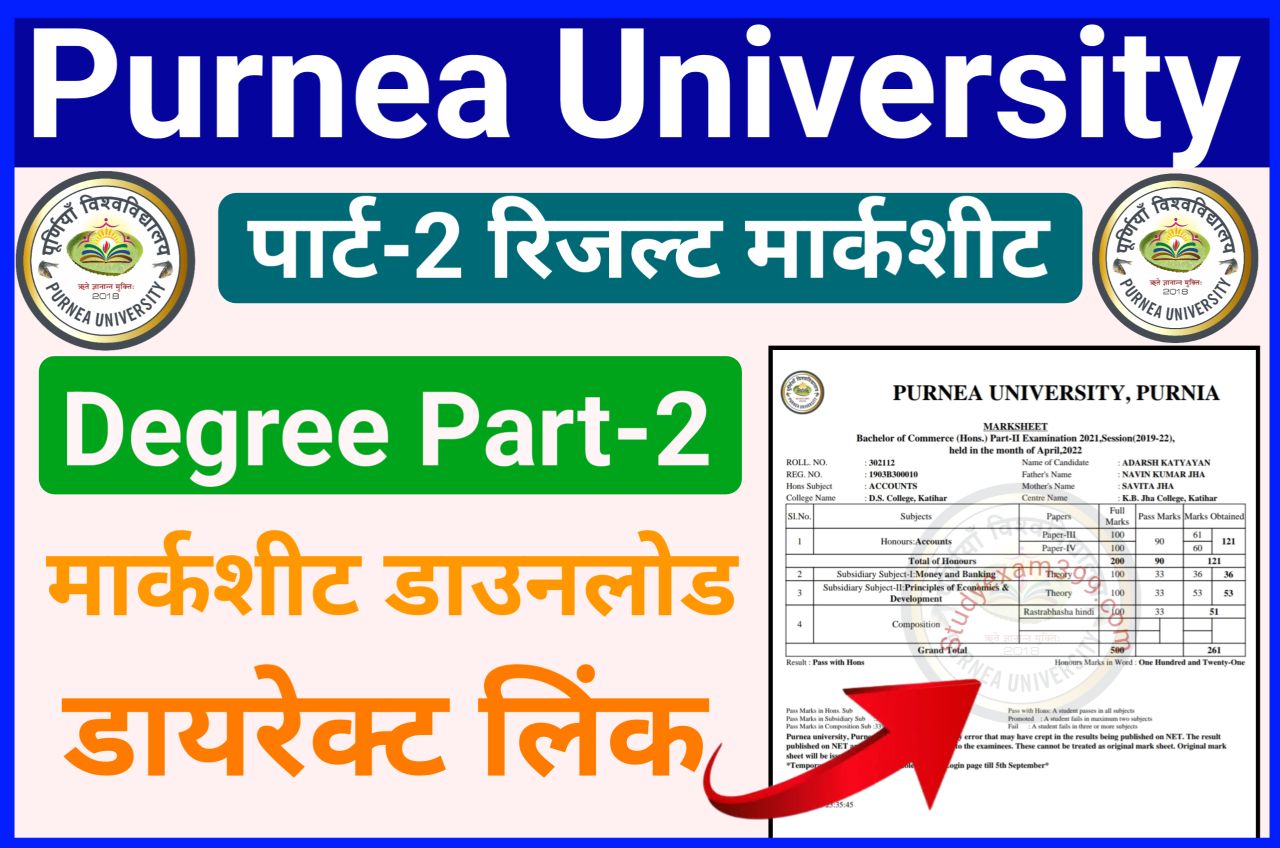 Purnea University
पूर्णियाँ विश्वविद्यालय
ऋते ज्ञानान्न मुक्तिः
2018
PURNEA UNIVERSITY
पार्ट-2 रिजल्ट मार्कशीट
पूर्णियाँ विश्वविद्यालय
ऋते ज्ञानान्न मुक्तिः
2018
PURNEA UNIVERSITY
Degree Part-2
मार्कशीट डाउनलोड
डायरेक्ट लिंक
PURNEA UNIVERSITY, PURNIA
MARKSHEET
Bachelor of Commerce (Hons.) Part-II Examination 2021,Session(2019-22),
held in the month of April,2022
ROLL. NO. : 302112 Name of Candidate : ADARSH KATYAYAN
REG. NO. : 1903B300010 Father's Name : NAVIN KUMAR JHA
Hons Subject : ACCOUNTS Mother's Name : SAVITA JHA
College Name : D.S. College, Katihar Centre Name : K.B. Jha College, Katihar
Sl.No. Subjects Papers Full Marks Pass Marks Marks Obtained
1 Honours:Accounts Paper-III 100 90 61 121
Paper-IV 100 60
Total of Honours 200 90 121
2 Subsidiary Subject-I:Money and Banking Theory 100 33 36 36
3 Subsidiary Subject-II:Principles of Economics & Development Theory 100 33 53 53
4 Composition Rastrabhasha hindi 100 33 51
Grand Total 500 261
studyexam399.com
पूर्णियाँ विश्वविद्यालय
ऋते ज्ञानान्न मुक्तिः
2018
PURNEA UNIVERSITY
Result : Pass with Hons Honours Marks in Word : One Hundred and Twenty-One
Pass Marks in Hons. Sub Pass with Hons: A student passes in all subjects
Pass Marks in Subsidiary Sub Promoted : A student fails in maximum two subjects
Pass Marks in Composition Sub :33 Fail : A student fails in three or more subjects
Purnea university, error that may have crept in the results being published on NET. The result
published on NET to the examinees. These cannot be treated as original mark sheet. Original mark
sheet will be
login page till 5th September*
23:35:45